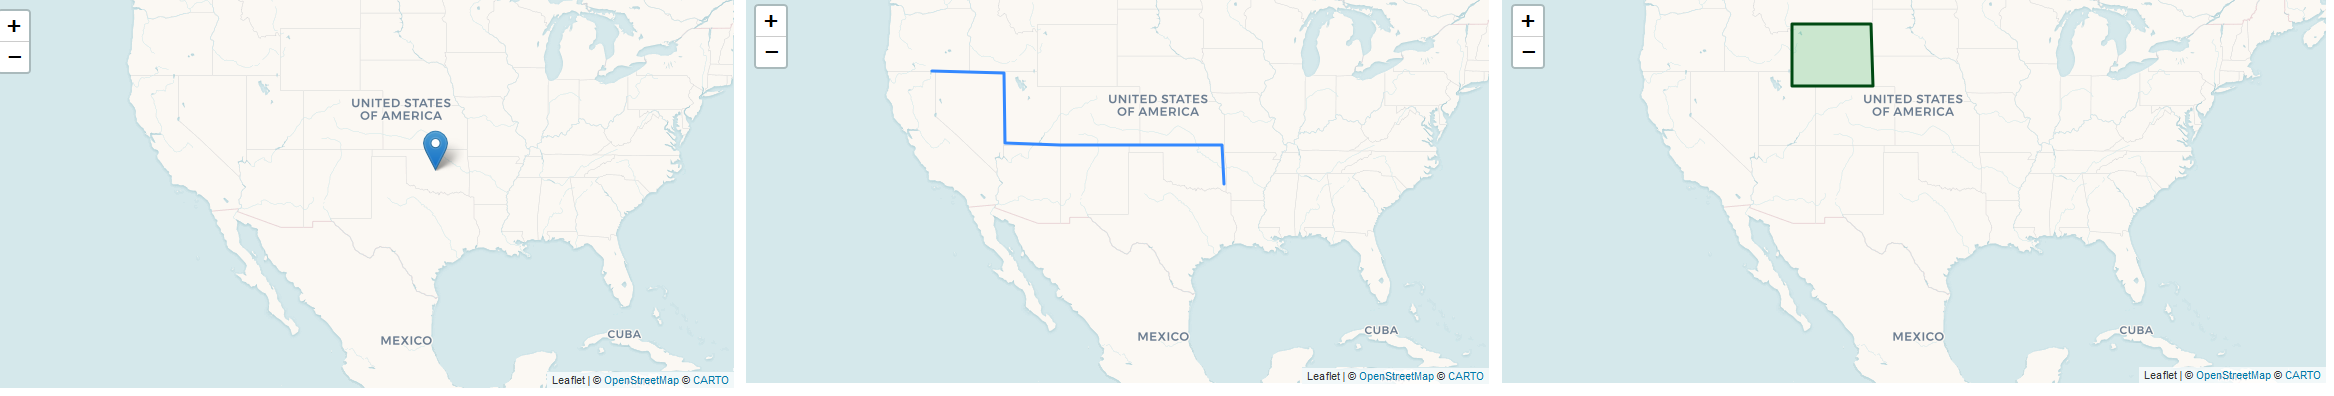 +
−
UNITED STATES
OF AMERICA
MEXICO
CUBA
Leaflet | © OpenStreetMap © CARTO
+
−
UNITED STATES
OF AMERICA
MEXICO
CUBA
Leaflet | © OpenStreetMap © CARTO
+
−
UNITED STATES
OF AMERICA
MEXICO
CUBA
Leaflet | © OpenStreetMap © CARTO